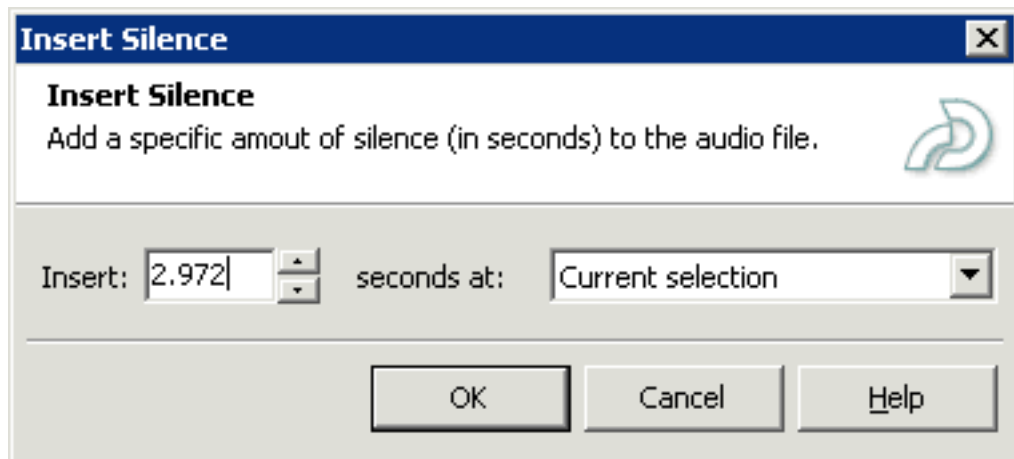 Insert Silence
Insert Silence
Add a specific amout of silence (in seconds) to the audio file.
Insert: 2.972 seconds at: Current selection
OK Cancel Help